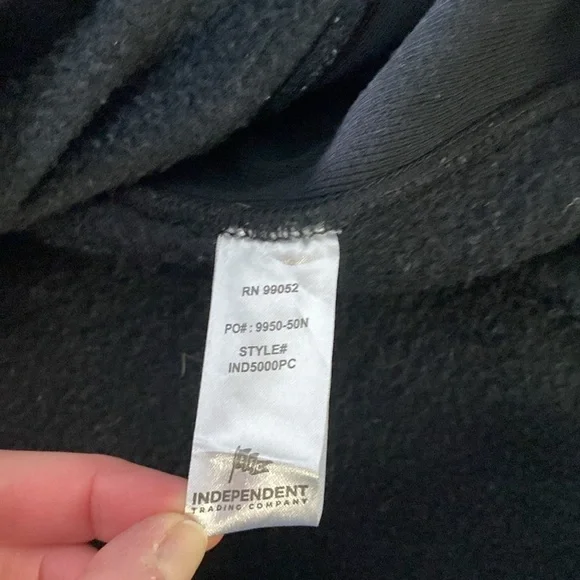 RN 99052
PO# : 9950-50N
STYLE#
IND5000PC
INDEPENDENT
TRADING COMPANY